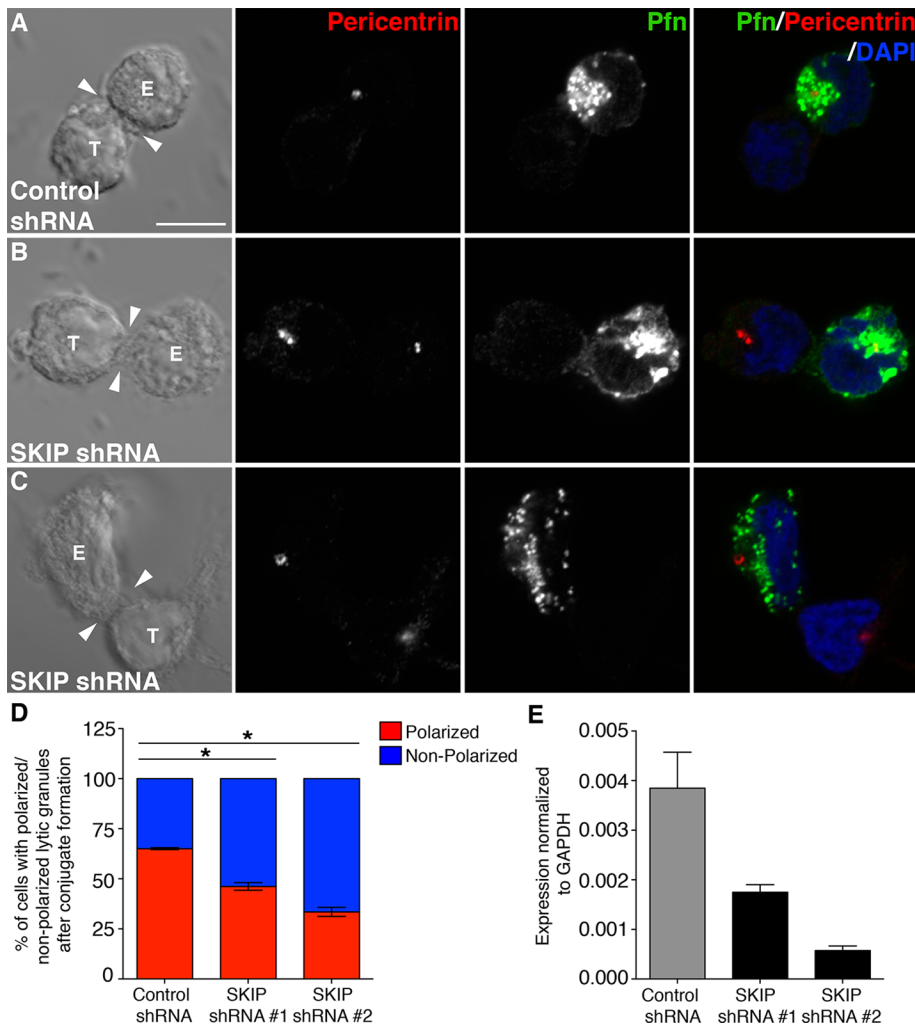 A
Pericentrin
Pfn
Pfn/Pericentrin
/DAPI
E
T
Control
shRNA
B
T
E
SKIP shRNA
C
E
T
SKIP shRNA
D
% of cells with polarized/
non-polarized lytic granules
after conjugate formation
125
100
75
50
25
0
*
*
Polarized
Non-Polarized
Control
shRNA
SKIP
shRNA #1
SKIP
shRNA #2
E
Expression normalized
to GAPDH
0.005
0.004
0.003
0.002
0.001
0.000
Control
shRNA
SKIP
shRNA #1
SKIP
shRNA #2